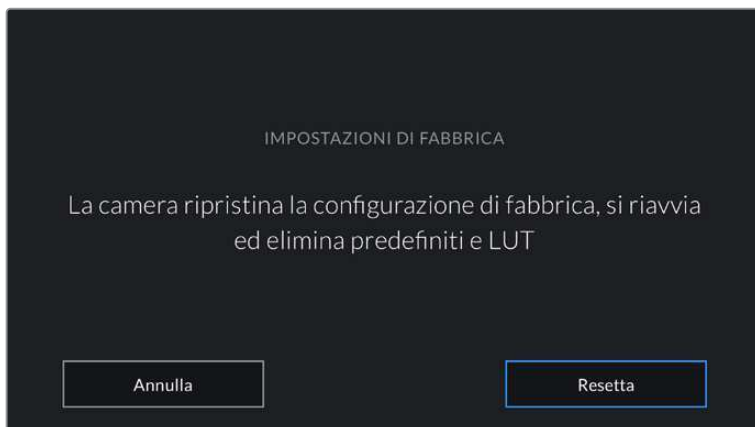 IMPOSTAZIONI DI FABBRICA
La camera ripristina la configurazione di fabbrica, si riavvia
ed elimina predefiniti e LUT
Annulla
Resetta